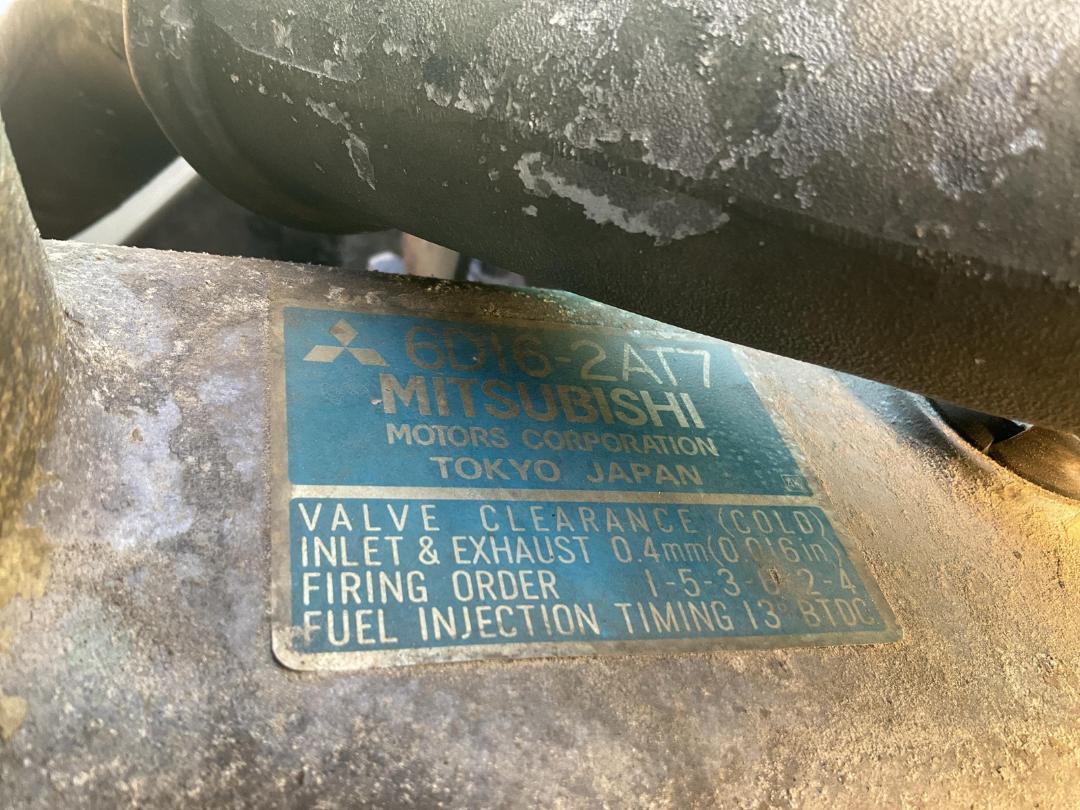 6D16-2AT7
MITSUBISHI
MOTORS CORPORATION
TOKYO JAPAN
VALVE CLEARANCE (COLD)
INLET & EXHAUST 0.4mm(0.016in)
FIRING ORDER 1-5-3-6-2-4
FUEL INJECTION TIMING 13° BTDC